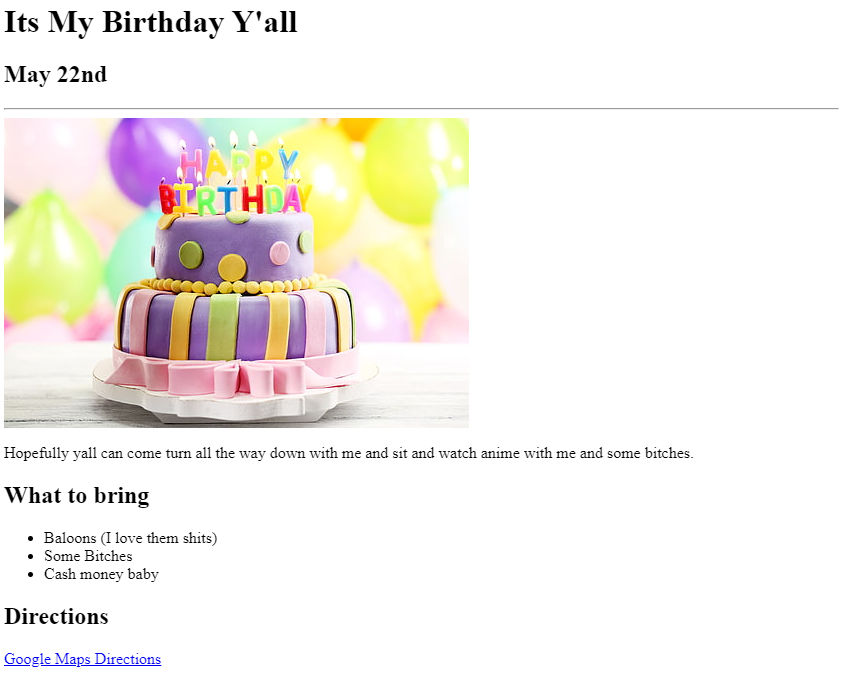 Its My Birthday Y'all
May 22nd
HAPPY
BIRTHDAY
Hopefully yall can come turn all the way down with me and sit and watch anime with me and some bitches.
What to bring
Baloons (I love them shits)
Some Bitches
Cash money baby
Directions
Google Maps Directions